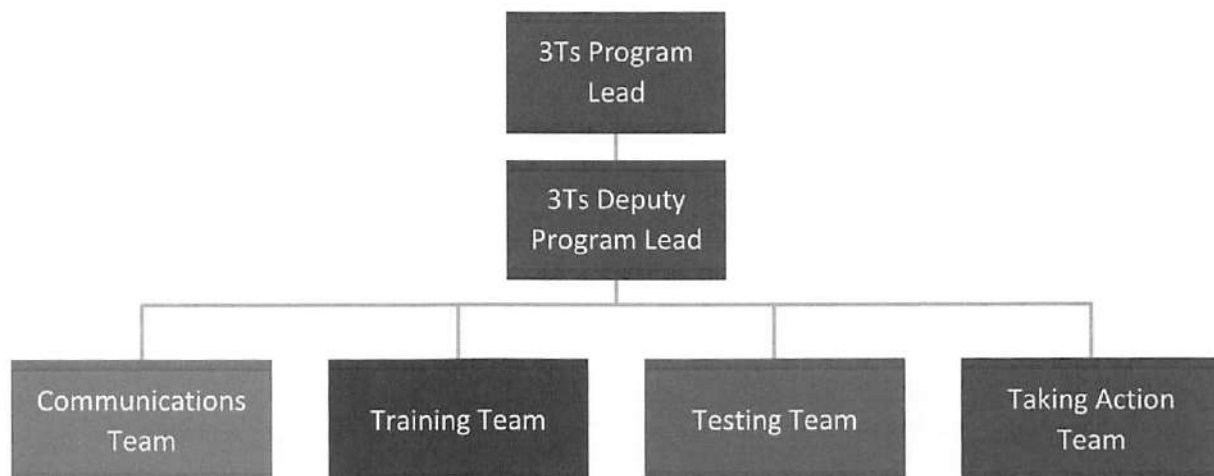 3Ts Program
Lead
3Ts Deputy
Program Lead
Communications
Team
Training Team
Testing Team
Taking Action
Team